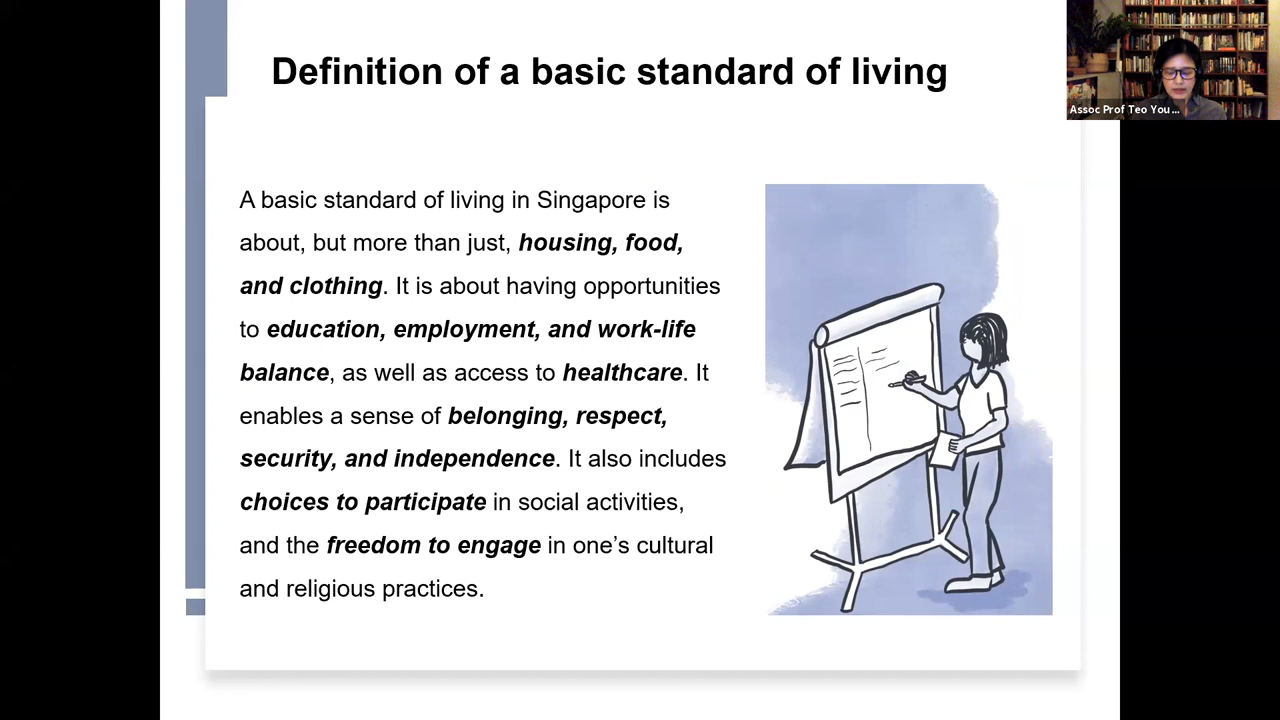 Definition of a basic standard of living
Assoc Prof Teo You...
A basic standard of living in Singapore is
about, but more than just, housing, food,
and clothing. It is about having opportunities
to education, employment, and work-life
balance, as well as access to healthcare. It
enables a sense of belonging, respect,
security, and independence. It also includes
choices to participate in social activities,
and the freedom to engage in one’s cultural
and religious practices.